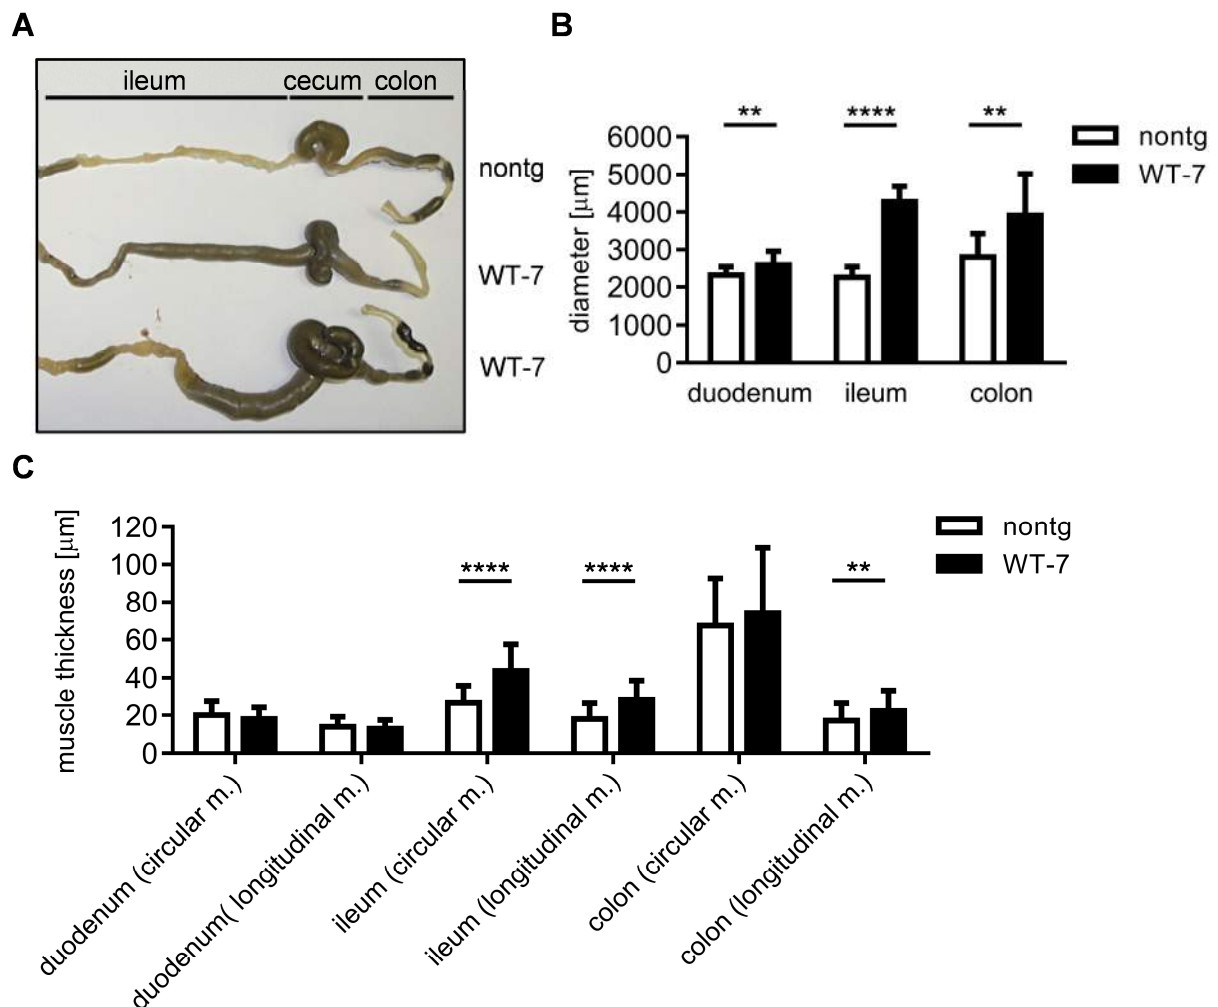 A
ileum cecum colon
nontg
WT-7
WT-7
B
** **** **
nontg
WT-7
diameter [µm]
6000
5000
4000
3000
2000
1000
0
duodenum ileum colon
C
muscle thickness [µm]
120
100
80
60
40
20
0
**** **** **
nontg
WT-7
duodenum (circular m.)
duodenum( longitudinal m.)
ileum (circular m.)
ileum (longitudinal m.)
colon (circular m.)
colon (longitudinal m.)